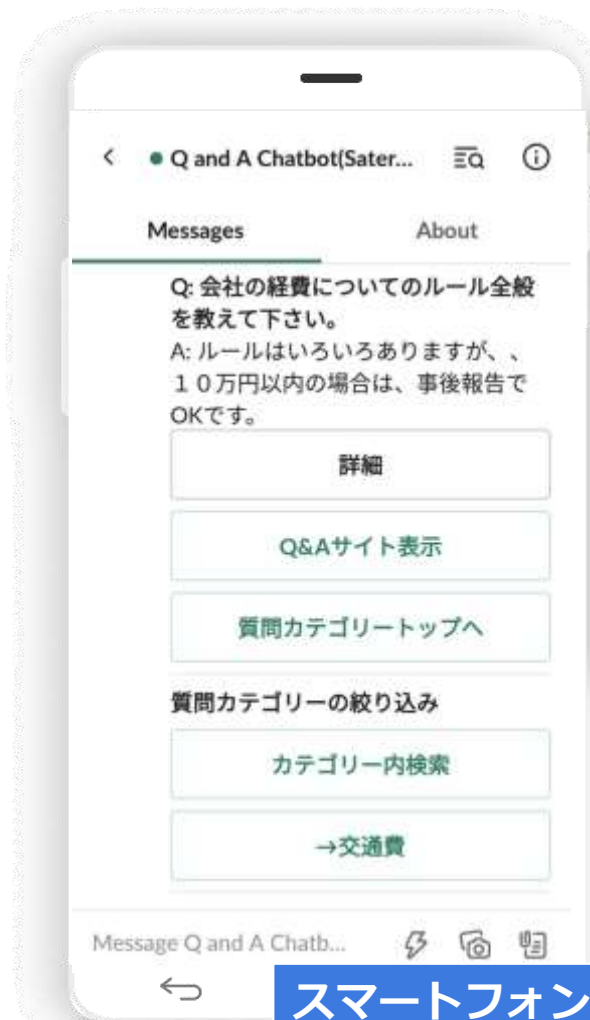 Q and A Chatbot(Sater...
Messages
About
Q: 会社の経費についてのルール全般
を教えて下さい。
A: ルールはいろいろありますが、、
１０万円以内の場合は、事後報告で
OKです。
詳細
Q&Aサイト表示
質問カテゴリートップへ
質問カテゴリーの絞り込み
カテゴリー内検索
→交通費
Message Q and A Chatb...
スマートフォン